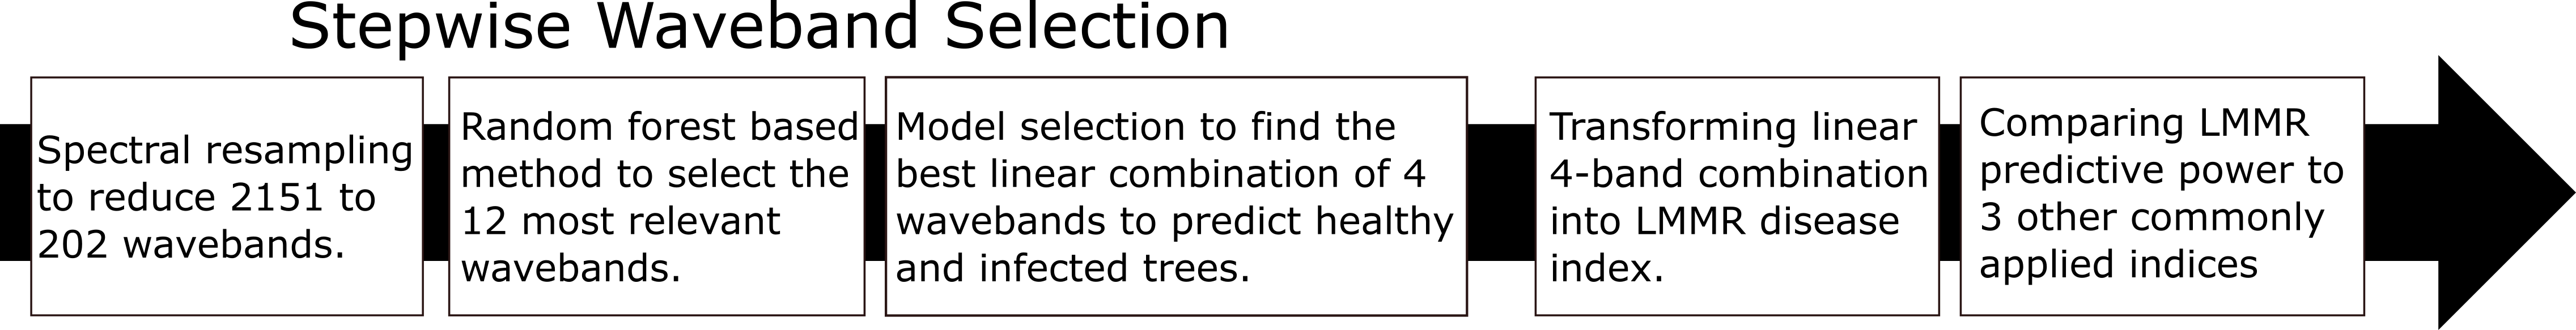 Stepwise Waveband Selection
Spectral resampling
to reduce 2151 to
202 wavebands.
Random forest based
method to select the
12 most relevant
wavebands.
Model selection to find the
best linear combination of 4
wavebands to predict healthy
and infected trees.
Transforming linear
4-band combination
into LMMR disease
index.
Comparing LMMR
predictive power to
3 other commonly
applied indices